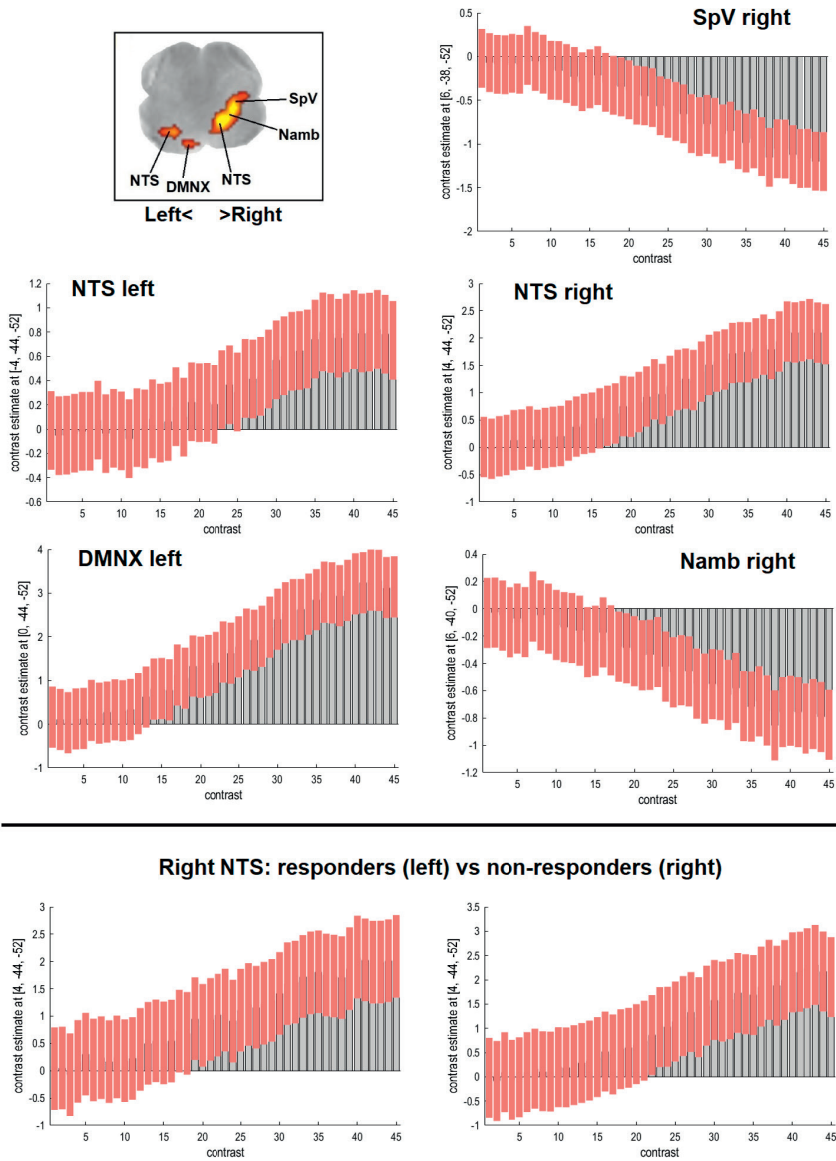 SpV
Namb
NTS
DMNX
NTS
Left< >Right
SpV right
contrast estimate at [6, -38, -52]
0.5
0
-0.5
-1
-1.5
-2
5 10 15 20 25 30 35 40 45
contrast
NTS left
contrast estimate at [-4, -44, -52]
1.2
1
0.8
0.6
0.4
0.2
0
-0.2
-0.4
-0.6
5 10 15 20 25 30 35 40 45
contrast
NTS right
contrast estimate at [4, -44, -52]
3
2.5
2
1.5
1
0.5
0
-0.5
-1
5 10 15 20 25 30 35 40 45
contrast
DMNX left
contrast estimate at [0, -44, -52]
4
3
2
1
0
-1
5 10 15 20 25 30 35 40 45
contrast
Namb right
contrast estimate at [6, -40, -52]
0.4
0.2
0
-0.2
-0.4
-0.6
-0.8
-1
-1.2
5 10 15 20 25 30 35 40 45
contrast
Right NTS: responders (left) vs non-responders (right)
contrast estimate at [4, -44, -52]
3
2.5
2
1.5
1
0.5
0
-0.5
-1
5 10 15 20 25 30 35 40 45
contrast
contrast estimate at [4, -44, -52]
3.5
3
2.5
2
1.5
1
0.5
0
-0.5
-1
5 10 15 20 25 30 35 40 45
contrast